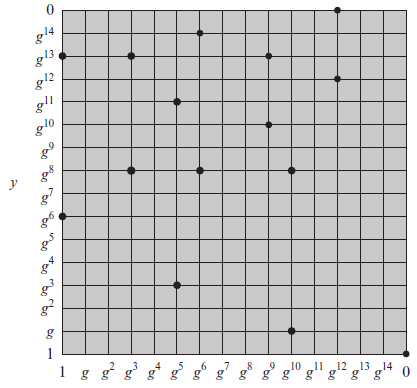 0
g¹⁴
g¹³
g¹²
g¹¹
g¹⁰
g⁹
g⁸
g⁷
y
g⁶
g⁵
g⁴
g³
g²
g
1
1 g g² g³ g⁴ g⁵ g⁶ g⁷ g⁸ g⁹ g¹⁰ g¹¹ g¹² g¹³ g¹⁴ 0